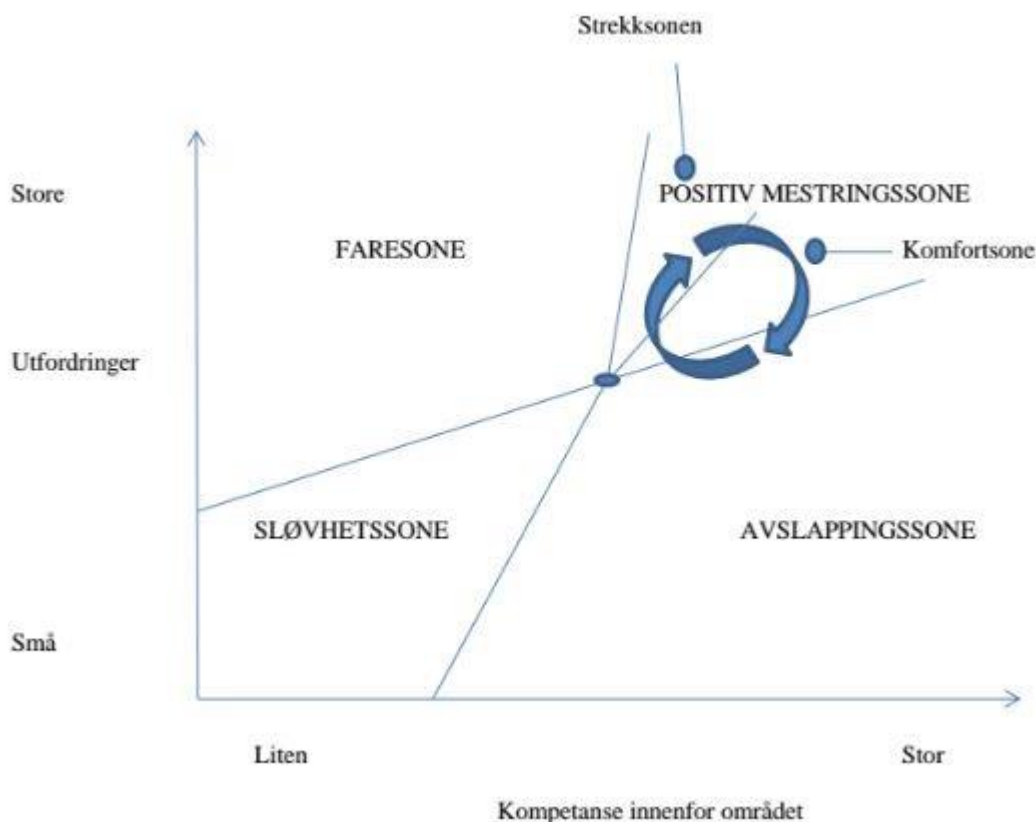 Strekksonen
Store
POSITIV MESTRINGSSONE
FARESONE
Komfortsone
Utfordringer
SLØVHETSSONE
AVSLAPPINGSSONE
Små
Liten
Stor
Kompetanse innenfor området